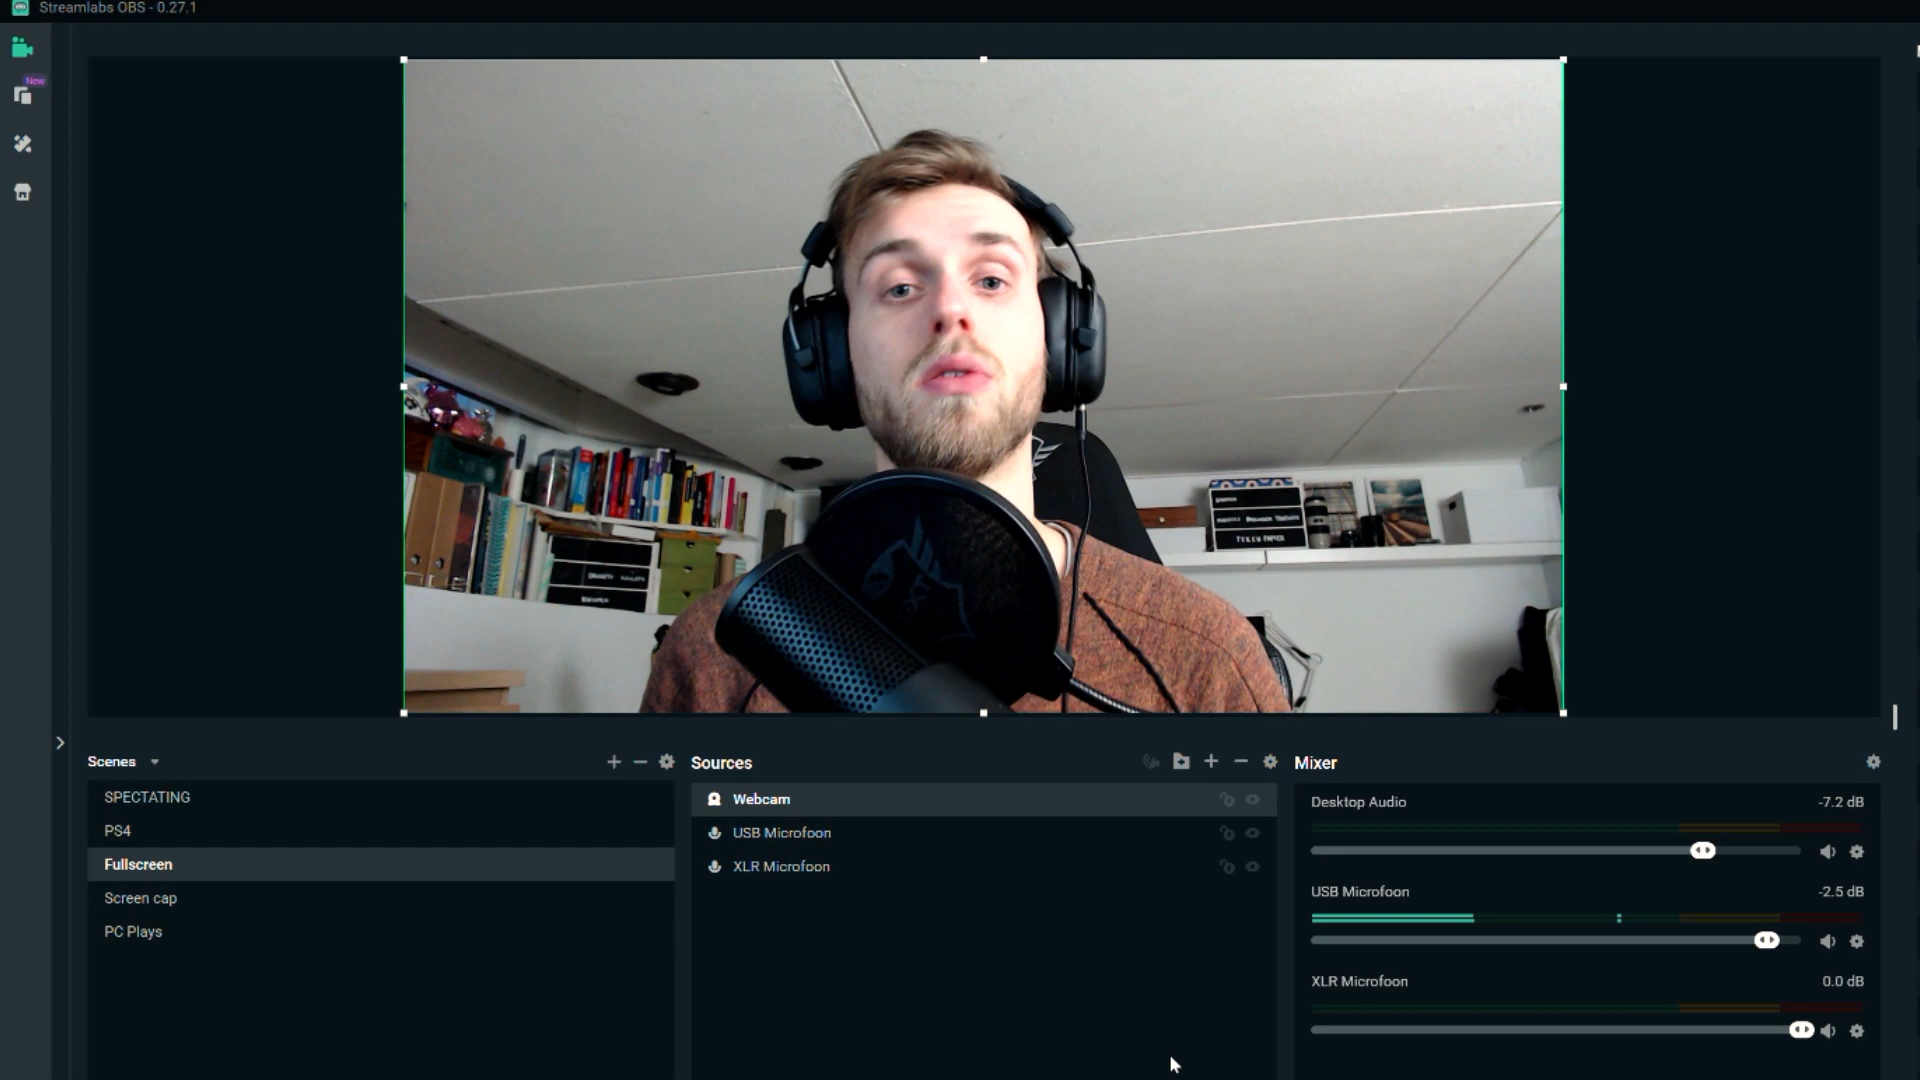 Streamlabs OBS - 0.27.1
New
Scenes
SPECTATING
PS4
Fullscreen
Screen cap
PC Plays
Sources
Webcam
USB Microfoon
XLR Microfoon
Mixer
Desktop Audio -7.2 dB
USB Microfoon -2.5 dB
XLR Microfoon 0.0 dB